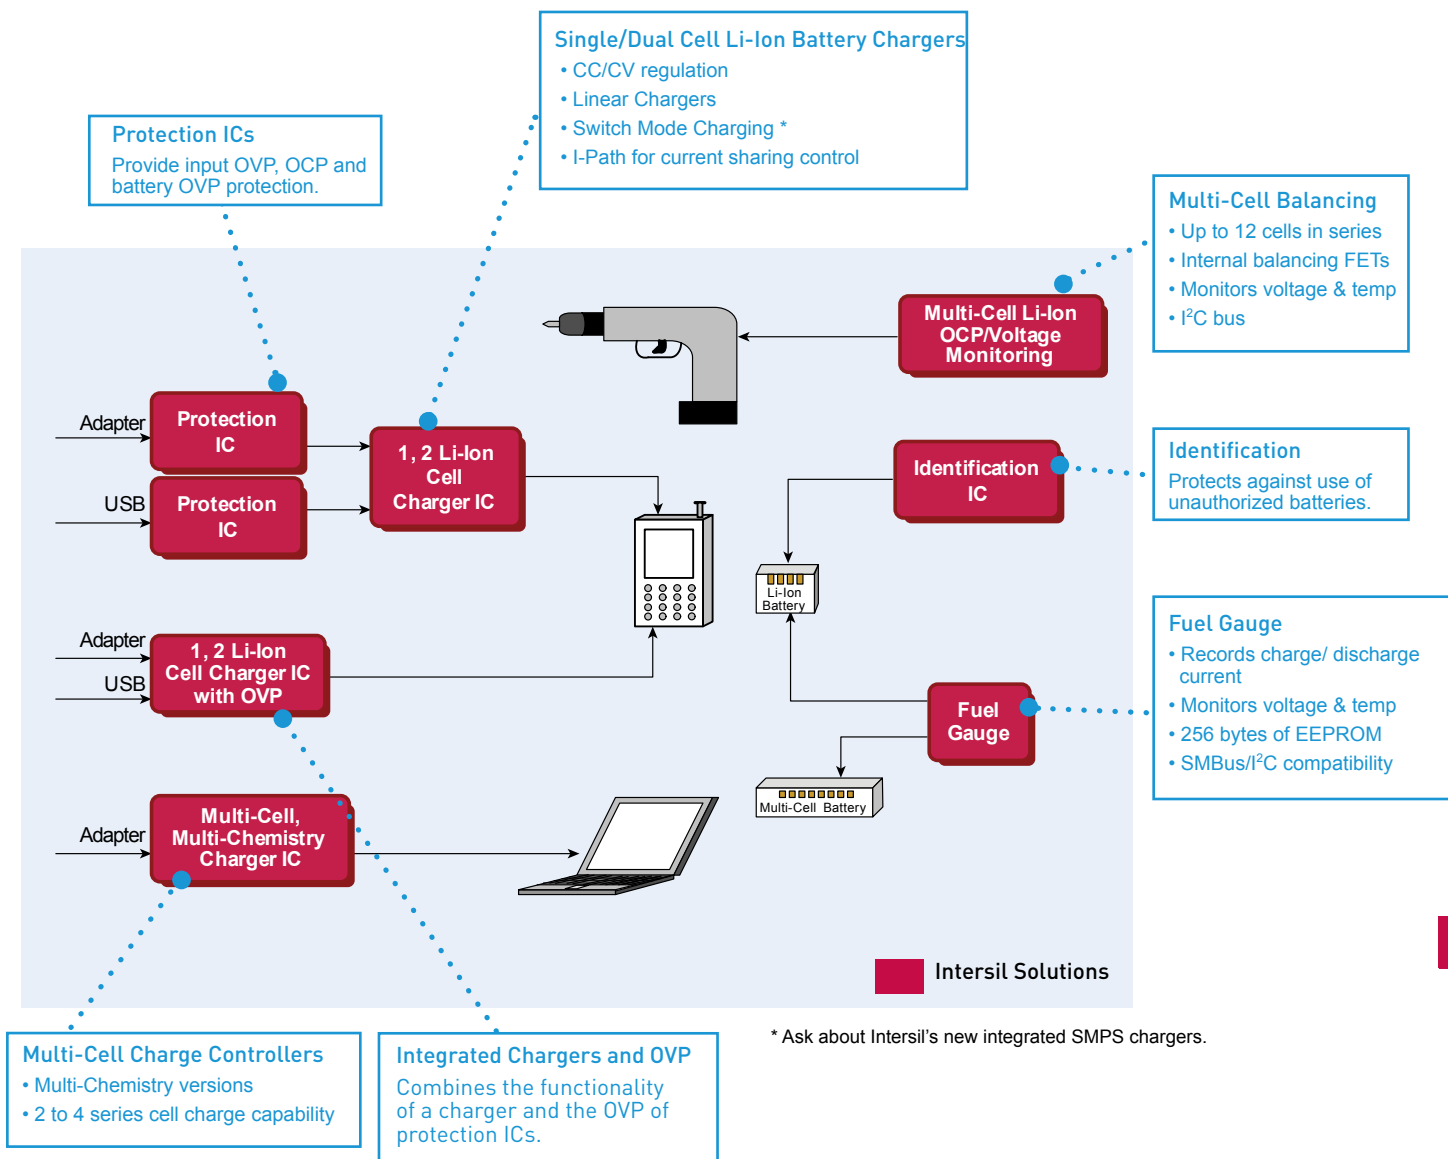 Single/Dual Cell Li-Ion Battery Chargers
• CC/CV regulation
• Linear Chargers
• Switch Mode Charging *
• I-Path for current sharing control
Protection ICs
Provide input OVP, OCP and
battery OVP protection.
Multi-Cell Balancing
• Up to 12 cells in series
• Internal balancing FETs
• Monitors voltage & temp
• I²C bus
Multi-Cell Li-Ion
OCP/Voltage
Monitoring
Adapter
Protection
IC
USB
Protection
IC
1, 2 Li-Ion
Cell
Charger IC
Identification
IC
Identification
Protects against use of
unauthorized batteries.
Li-Ion
Battery
Adapter
USB
1, 2 Li-Ion
Cell Charger IC
with OVP
Fuel
Gauge
Fuel Gauge
• Records charge/ discharge
current
• Monitors voltage & temp
• 256 bytes of EEPROM
• SMBus/I²C compatibility
Multi-Cell Battery
Adapter
Multi-Cell,
Multi-Chemistry
Charger IC
Intersil Solutions
* Ask about Intersil's new integrated SMPS chargers.
Multi-Cell Charge Controllers
• Multi-Chemistry versions
• 2 to 4 series cell charge capability
Integrated Chargers and OVP
Combines the functionality
of a charger and the OVP of
protection ICs.